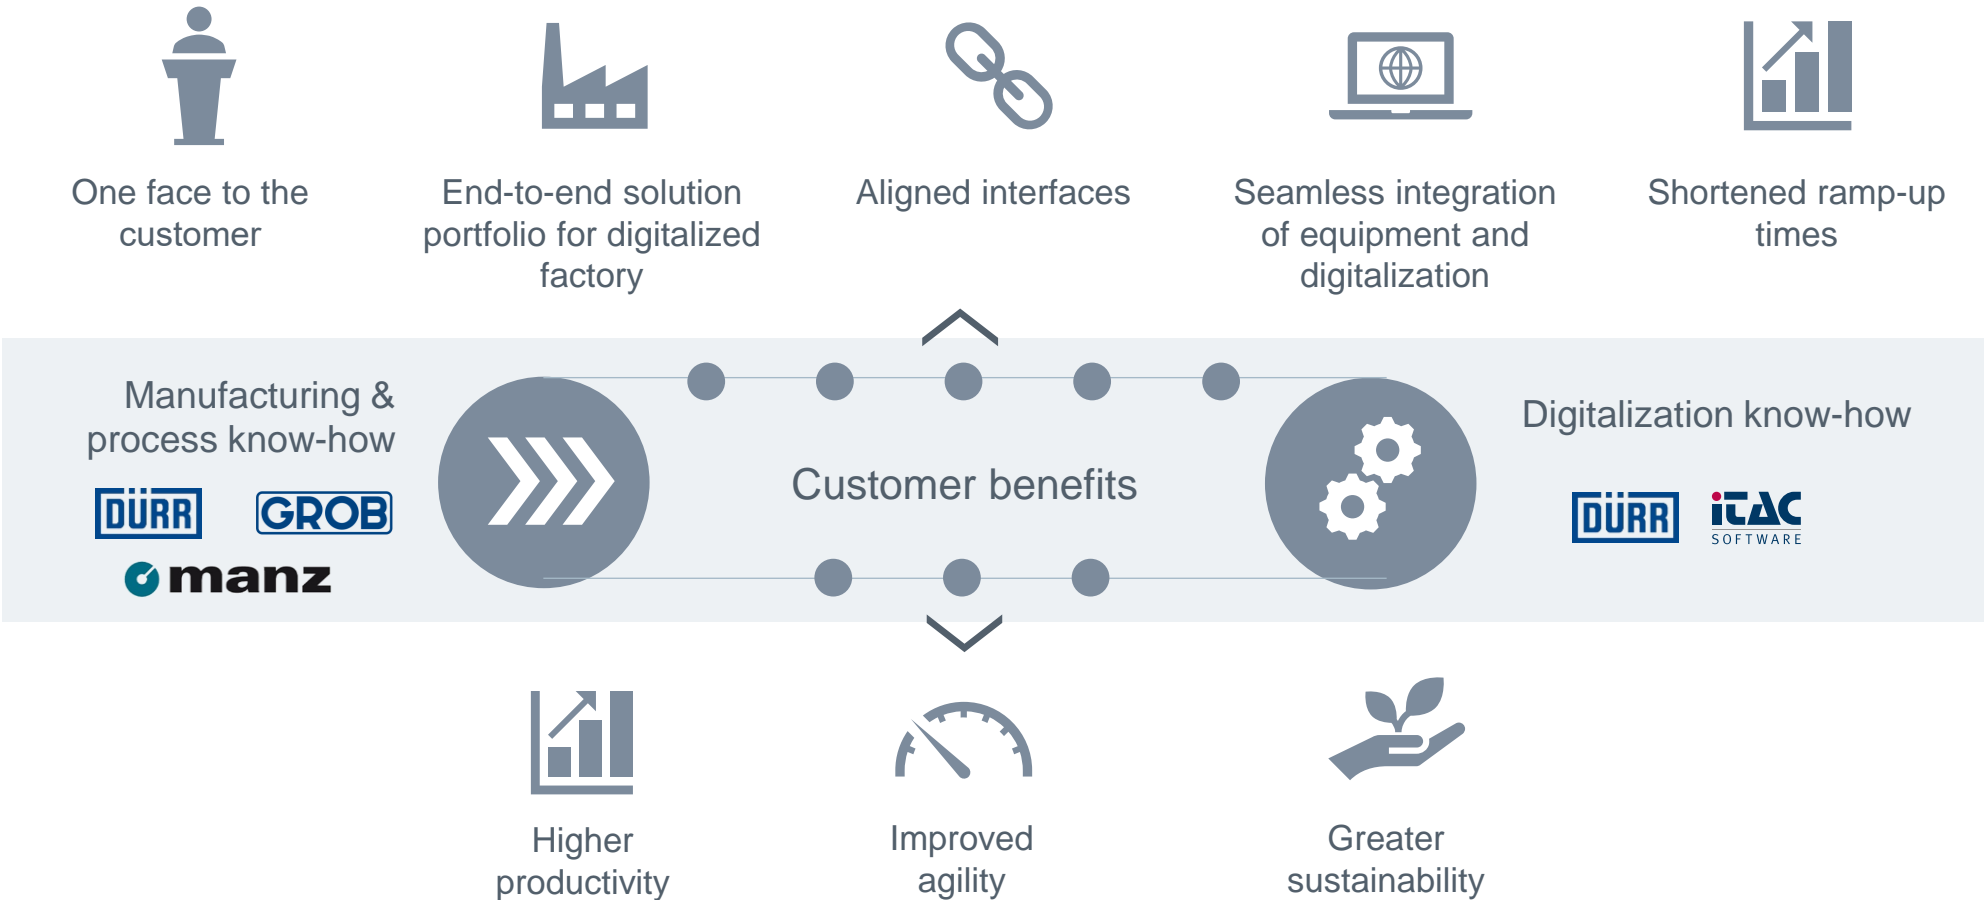 One face to the
customer
End-to-end solution
portfolio for digitalized
factory
Aligned interfaces
Seamless integration
of equipment and
digitalization
Shortened ramp-up
times
Manufacturing &
process know-how
DÜRR
GROB
manz
Customer benefits
Digitalization know-how
DÜRR
iTAC
SOFTWARE
Higher
productivity
Improved
agility
Greater
sustainability